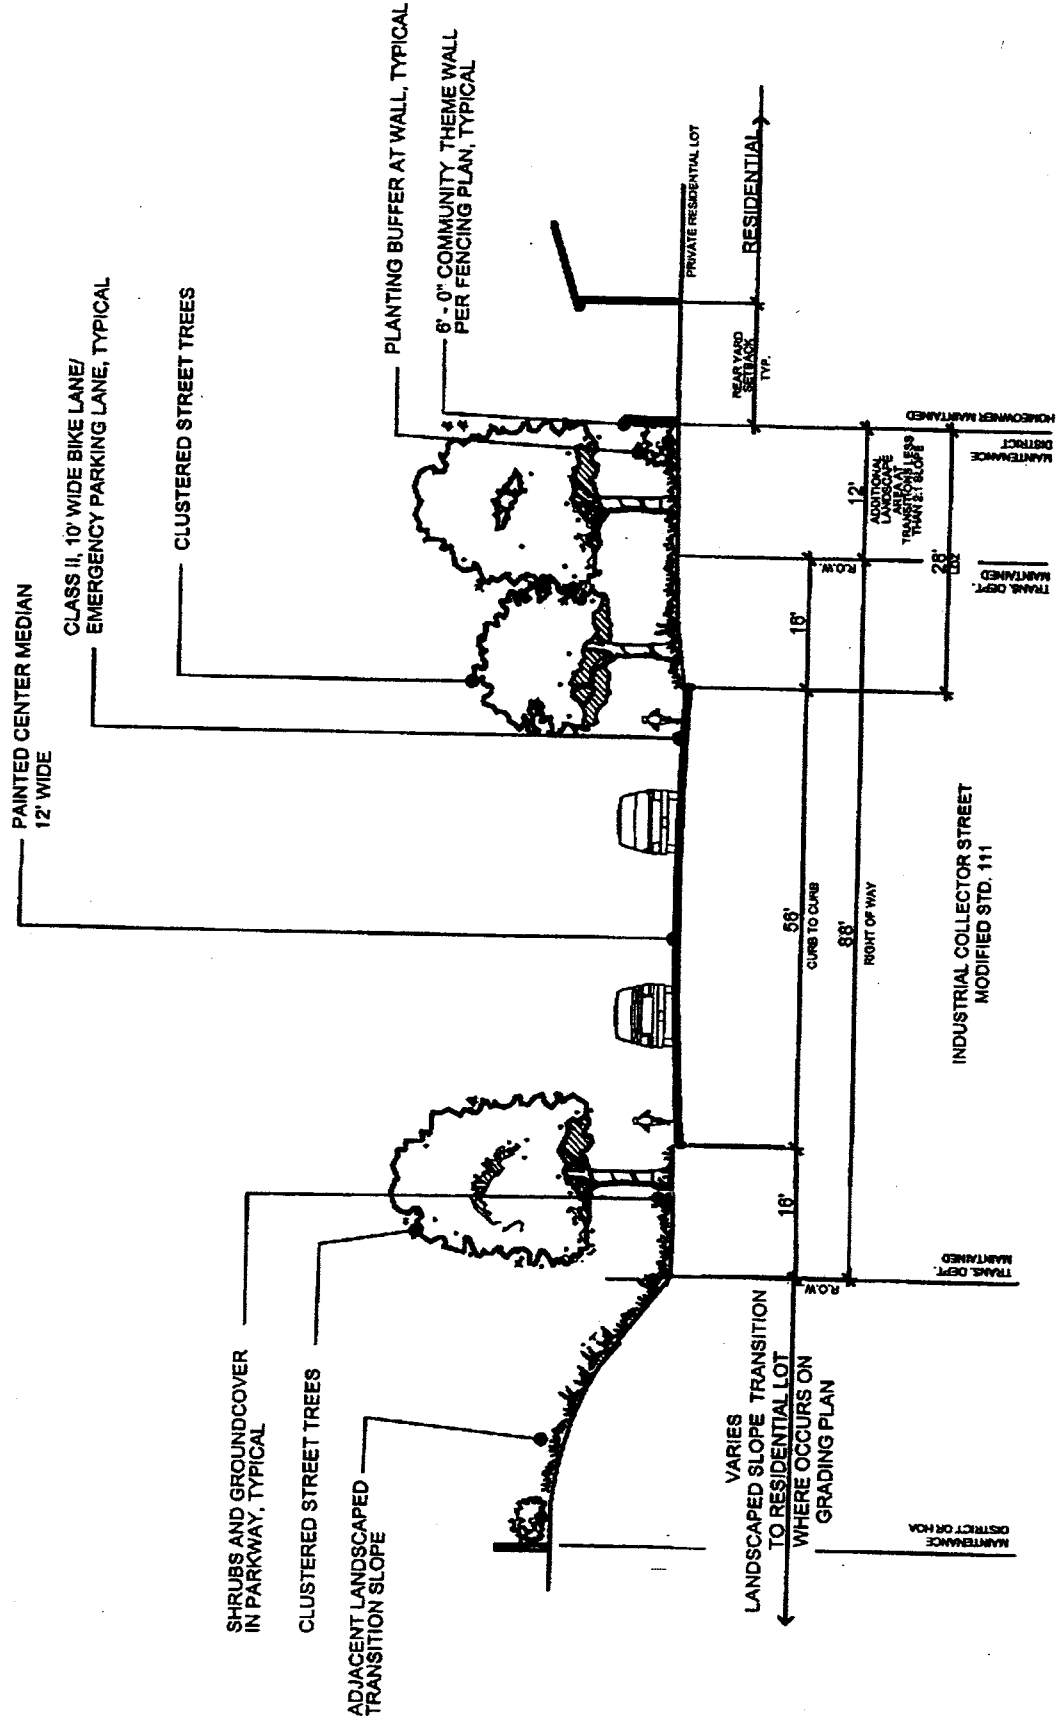 PAINTED CENTER MEDIAN
12' WIDE
CLASS II, 10' WIDE BIKE LANE/
EMERGENCY PARKING LANE, TYPICAL
CLUSTERED STREET TREES
PLANTING BUFFER AT WALL, TYPICAL
6' - 0" COMMUNITY THEME WALL
PER FENCING PLAN, TYPICAL
SHRUBS AND GROUNDCOVER
IN PARKWAY, TYPICAL
CLUSTERED STREET TREES
ADJACENT LANDSCAPED
TRANSITION SLOPE
PRIVATE RESIDENTIAL LOT
RESIDENTIAL
REAR YARD
SETBACK
TYP.
VARIES
LANDSCAPED SLOPE TRANSITION
TO RESIDENTIAL LOT
WHERE OCCURS ON
GRADING PLAN
R.O.W
16'
56'
CURB TO CURB
16'
R.O.W.
88'
RIGHT OF WAY
12'
ADDITIONAL
LANDSCAPE
AREA AT
TRANSITIONS LESS
THAN 2:1 SLOPE
28'
LDZ
MAINTENANCE
DISTRICT OR HOA
TRANS. DEPT.
MAINTAINED
TRANS. DEPT.
MAINTAINED
MAINTENANCE
DISTRICT
HOMEOWNER MAINTAINED
INDUSTRIAL COLLECTOR STREET
MODIFIED STD. 111